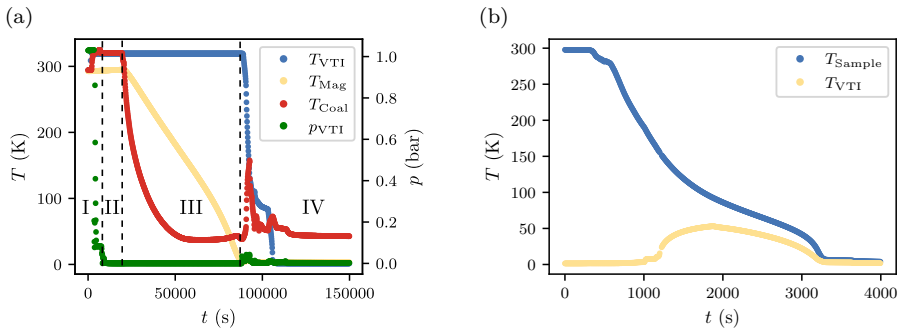 (a)
T (K)
300
200
100
0
0
50000
100000
150000
t (s)
p (bar)
1.0
0.8
0.6
0.4
0.2
0.0
T_VTI
T_Mag
T_Coal
p_VTI
I
II
III
IV
(b)
T (K)
300
250
200
150
100
50
0
0
1000
2000
3000
4000
t (s)
T_Sample
T_VTI